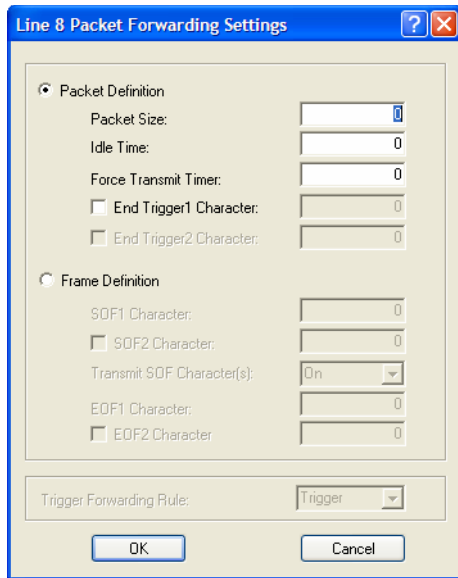 Line 8 Packet Forwarding Settings
?
Packet Definition
Packet Size: 0
Idle Time: 0
Force Transmit Timer: 0
End Trigger1 Character: 0
End Trigger2 Character: 0
Frame Definition
SOF1 Character: 0
SOF2 Character: 0
Transmit SOF Character(s): On
EOF1 Character: 0
EOF2 Character 0
Trigger Forwarding Rule: Trigger
OK Cancel